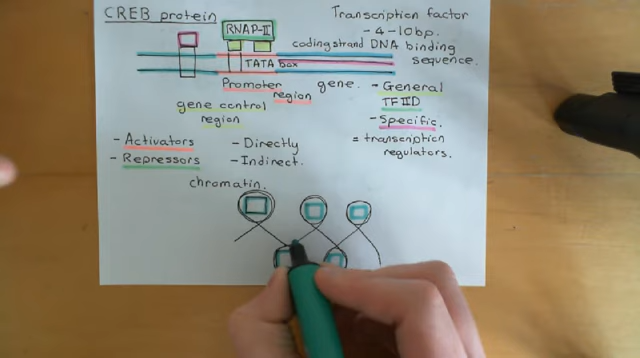 CREB protein
Transcription factor
- 4-10bp.
DNA binding
sequence.
RNAP-II
coding strand
TATA box
Promoter
region
gene.
gene control
region
- General
TFIID
- Specific.
= transcription
regulators.
- Activators
- Repressors
- Directly
- Indirect.
chromatin.